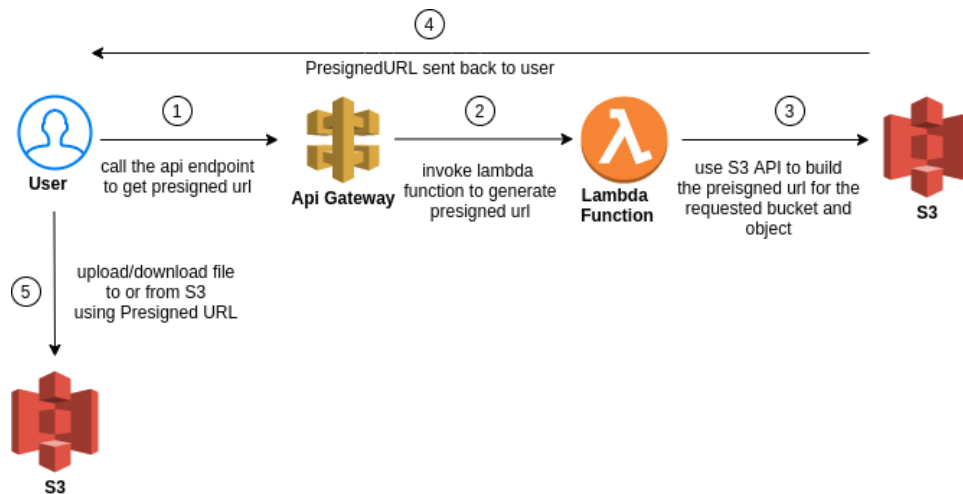 4
PresignedURL sent back to user
1
2
3
call the api endpoint
to get presigned url
User
invoke lambda
function to generate
presigned url
Api Gateway
Lambda
Function
use S3 API to build
the preisgned url for the
requested bucket and
object
S3
5
upload/download file
to or from S3
using Presigned URL
S3